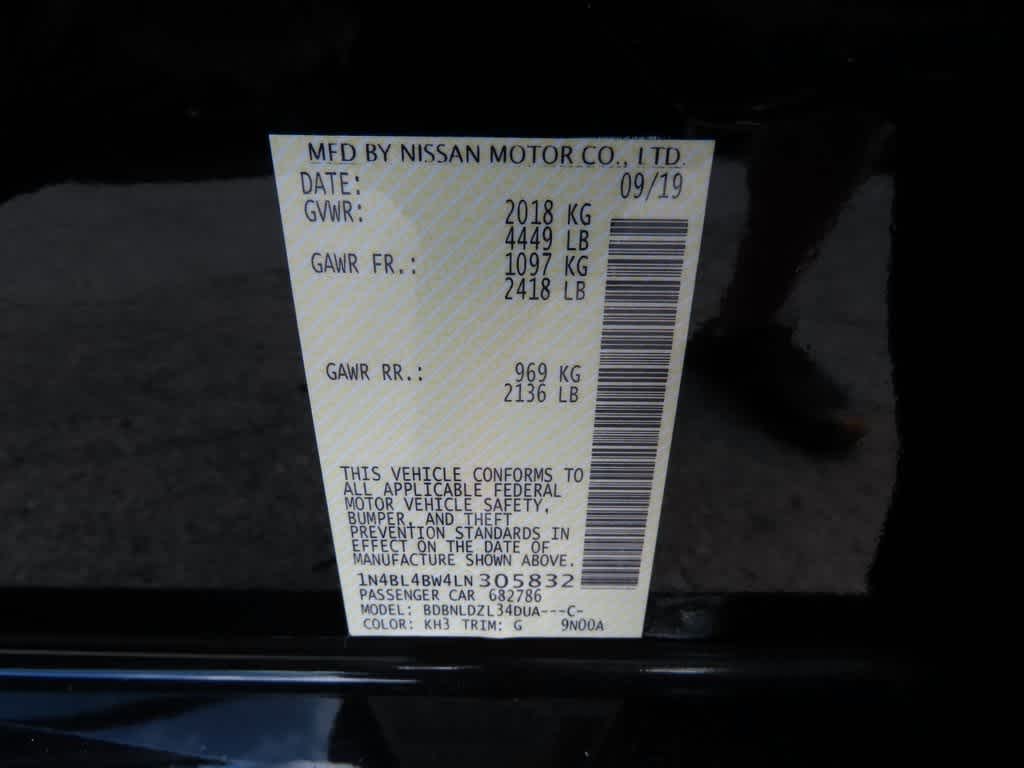 MFD BY NISSAN MOTOR CO., LTD.
DATE: 09/19
GVWR: 2018 KG
4449 LB
GAWR FR.: 1097 KG
2418 LB
GAWR RR.: 969 KG
2136 LB
THIS VEHICLE CONFORMS TO
ALL APPLICABLE FEDERAL
MOTOR VEHICLE SAFETY,
BUMPER, AND THEFT
PREVENTION STANDARDS IN
EFFECT ON THE DATE OF
MANUFACTURE SHOWN ABOVE.
1N4BL4BW4LN305832
PASSENGER CAR 682786
MODEL: BDBNLDZL34DUA---C-
COLOR: KH3 TRIM: G 9N00A